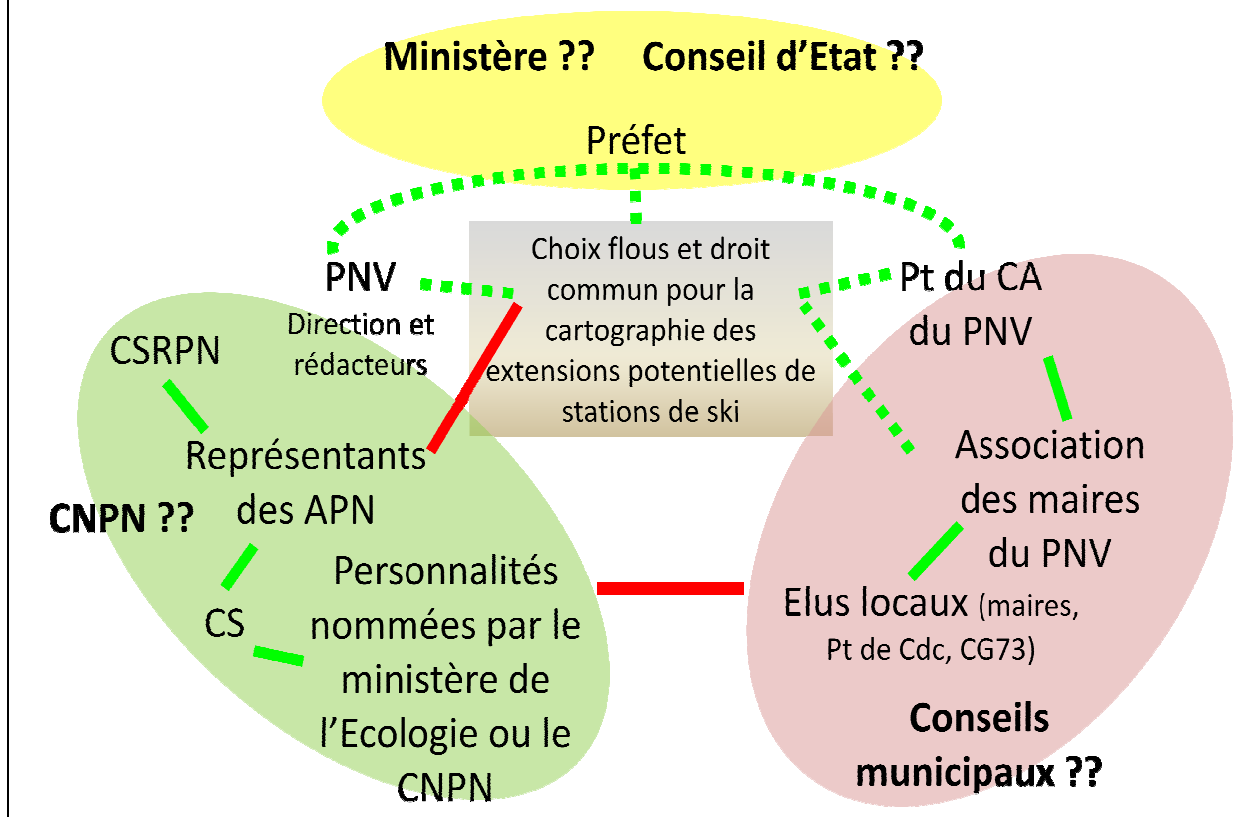 Ministère ?? Conseil d’Etat ??
Préfet
PNV
Direction et
rédacteurs
Choix flous et droit
commun pour la
cartographie des
extensions potentielles de
stations de ski
Pt du CA
du PNV
CSRPN
Représentants
des APN
CNPN ??
CS
Personnalités
nommées par le
ministère de
l’Ecologie ou le
CNPN
Association
des maires
du PNV
Elus locaux (maires,
Pt de Cdc, CG73)
Conseils
municipaux ??